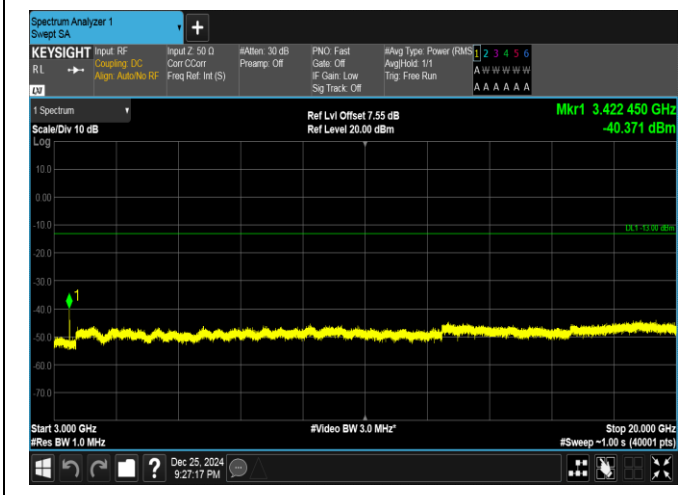 Spectrum Analyzer 1
Swept SA
KEYSIGHT
RL
LXI
Input: RF
Coupling: DC
Align: Auto/No RF
Input Z: 50 Ω
Corr CCorr
Freq Ref: Int (S)
#Atten: 30 dB
Preamp: Off
PNO: Fast
Gate: Off
IF Gain: Low
Sig Track: Off
#Avg Type: Power (RMS
Avg|Hold: 1/1
Trig: Free Run
1 2 3 4 5 6
A W W W W W
A A A A A A
1 Spectrum
Scale/Div 10 dB
Log
Ref Lvl Offset 7.55 dB
Ref Level 20.00 dBm
Mkr1 3.422 450 GHz
-40.371 dBm
10.0
0.00
-10.0
DL1 -13.00 dBm
-20.0
-30.0
1
-40.0
-50.0
-60.0
-70.0
Start 3.000 GHz
#Res BW 1.0 MHz
#Video BW 3.0 MHz*
Stop 20.000 GHz
#Sweep ~1.00 s (40001 pts)
?
Dec 25, 2024
9:27:17 PM